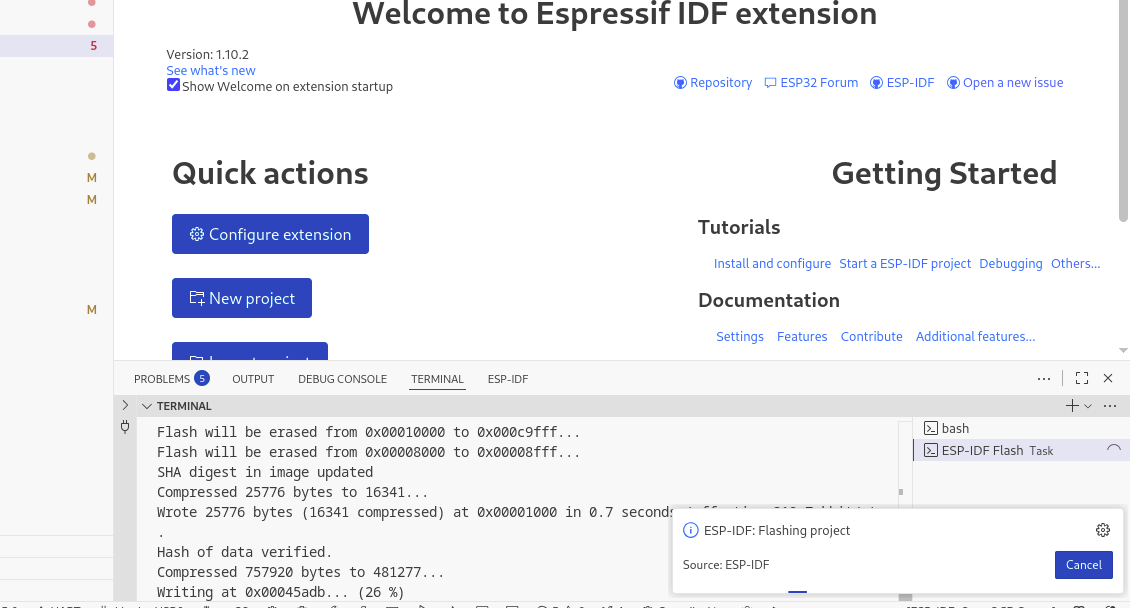 Welcome to Espressif IDF extension
5
Version: 1.10.2
See what's new
Show Welcome on extension startup
Repository ESP32 Forum ESP-IDF Open a new issue
M
M
M
Quick actions
Configure extension
New project
Getting Started
Tutorials
Install and configure Start a ESP-IDF project Debugging Others...
Documentation
Settings Features Contribute Additional features...
PROBLEMS 5 OUTPUT DEBUG CONSOLE TERMINAL ESP-IDF
TERMINAL
Flash will be erased from 0x00010000 to 0x000c9fff...
Flash will be erased from 0x00008000 to 0x00008fff...
SHA digest in image updated
Compressed 25776 bytes to 16341...
Wrote 25776 bytes (16341 compressed) at 0x00001000 in 0.7 seconds
.
Hash of data verified.
Compressed 757920 bytes to 481277...
Writing at 0x00045adb... (26 %)
bash
ESP-IDF Flash Task
ESP-IDF: Flashing project
Source: ESP-IDF
Cancel